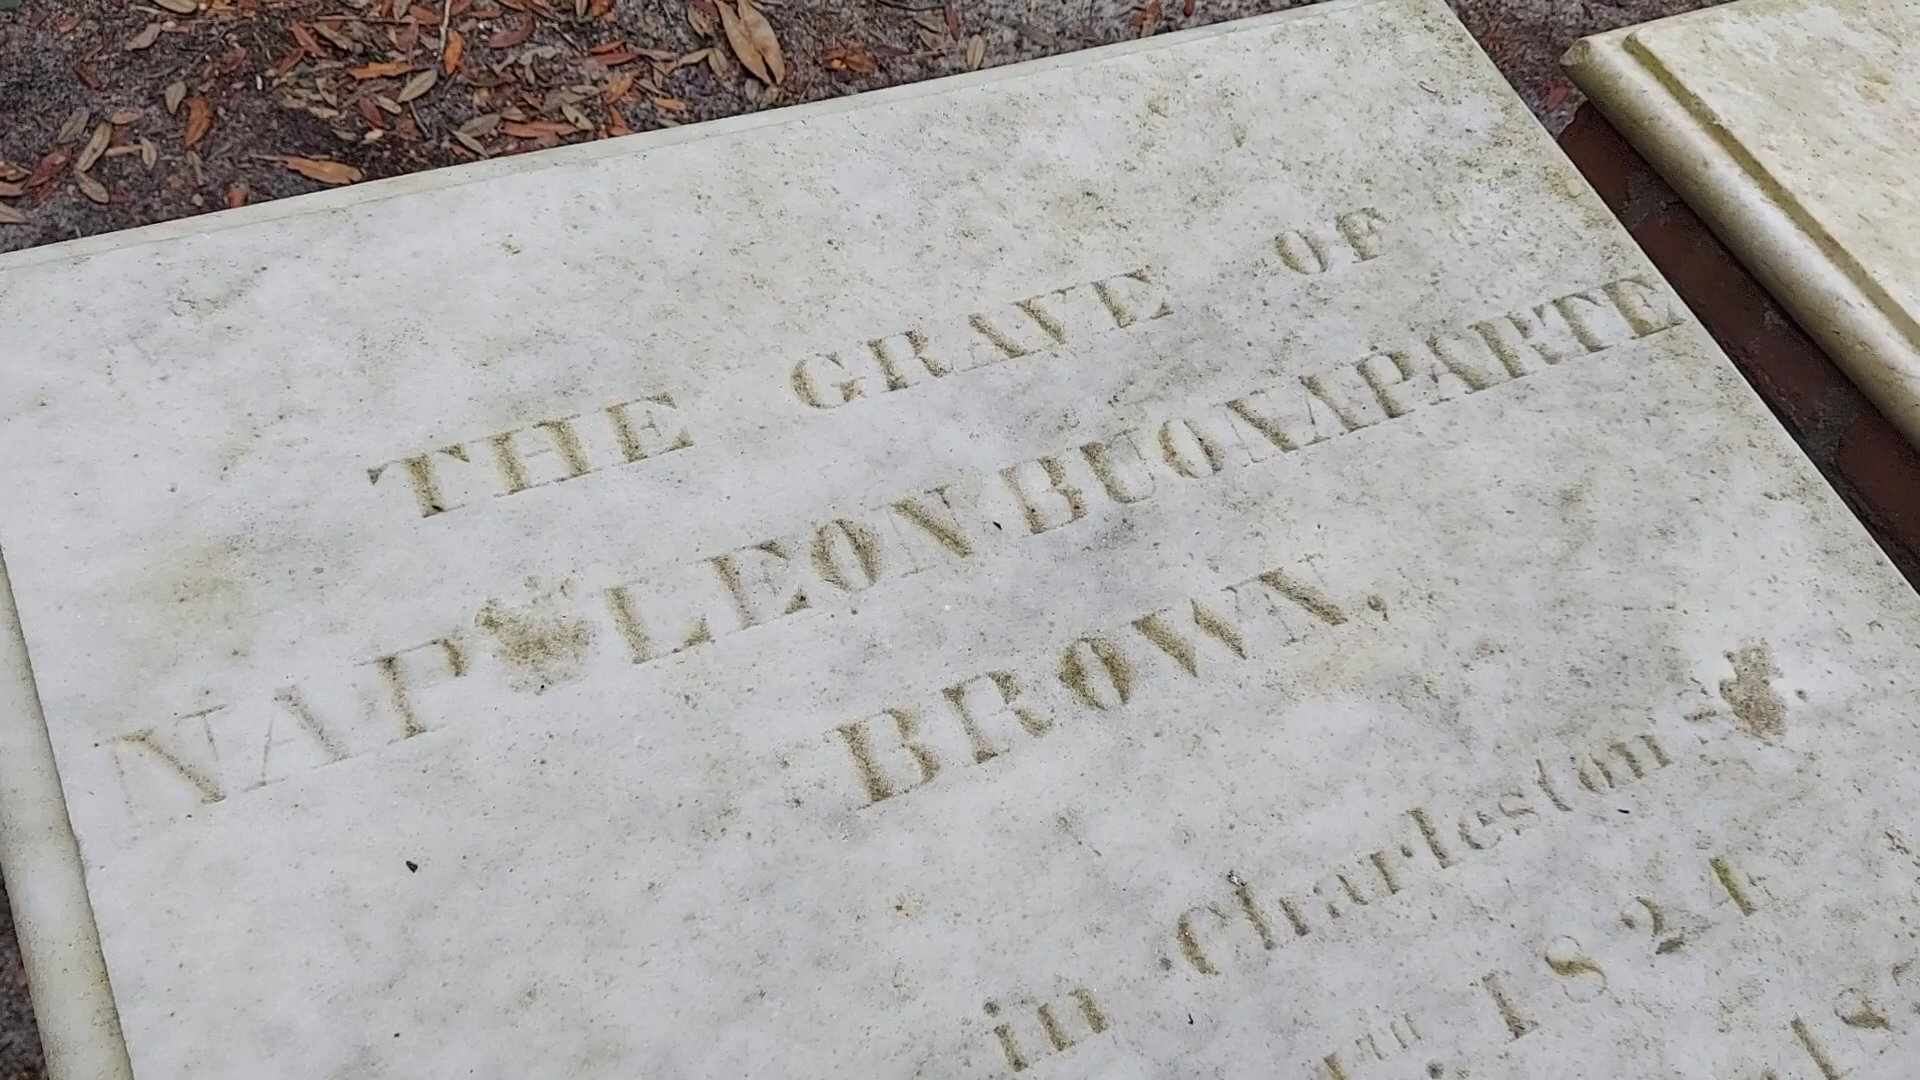 THE GRAVE OF
NAPOLEON BUONAPARTE
BROWN,
in Charleston
1824